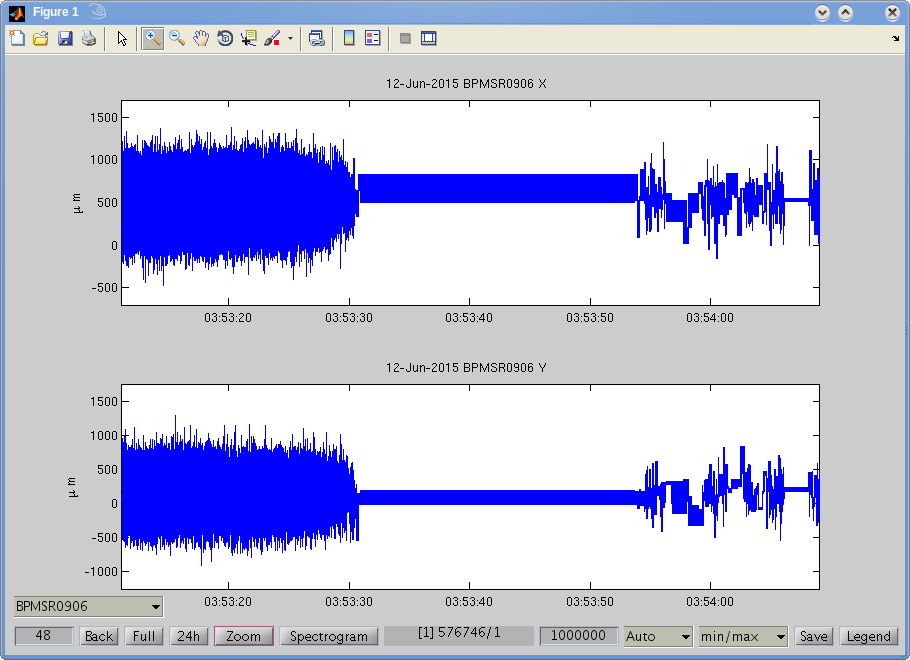 Figure 1
12-Jun-2015 BPMSR0906 X
1500
1000
500
0
-500
μ m
03:53:20 03:53:30 03:53:40 03:53:50 03:54:00
12-Jun-2015 BPMSR0906 Y
1500
1000
500
0
-500
-1000
μ m
03:53:20 03:53:30 03:53:40 03:53:50 03:54:00
BPMSR0906
48 Back Full 24h Zoom Spectrogram [1] 576746/1 1000000 Auto min/max Save Legend